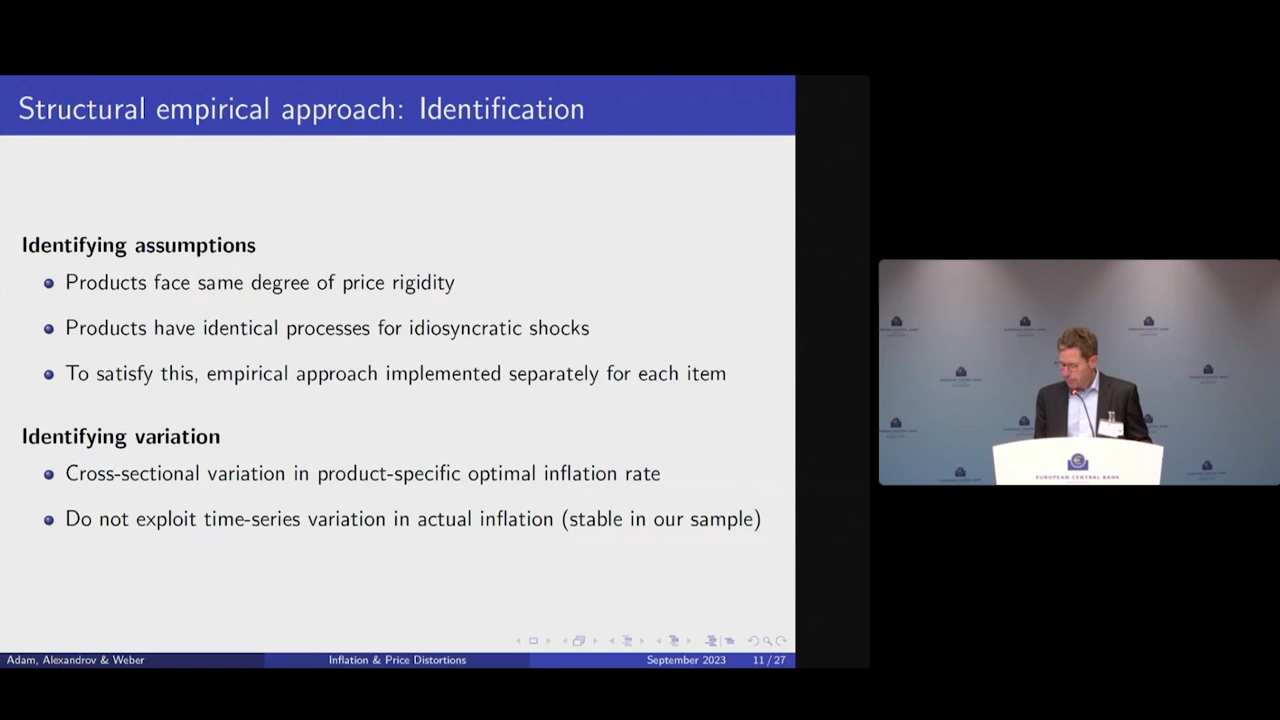 Structural empirical approach: Identification
Identifying assumptions
Products face same degree of price rigidity
Products have identical processes for idiosyncratic shocks
To satisfy this, empirical approach implemented separately for each item
Identifying variation
Cross-sectional variation in product-specific optimal inflation rate
Do not exploit time-series variation in actual inflation (stable in our sample)
Adam, Alexandrov & Weber
Inflation & Price Distortions
September 2023
11 / 27
EUROPEAN CENTRAL BANK